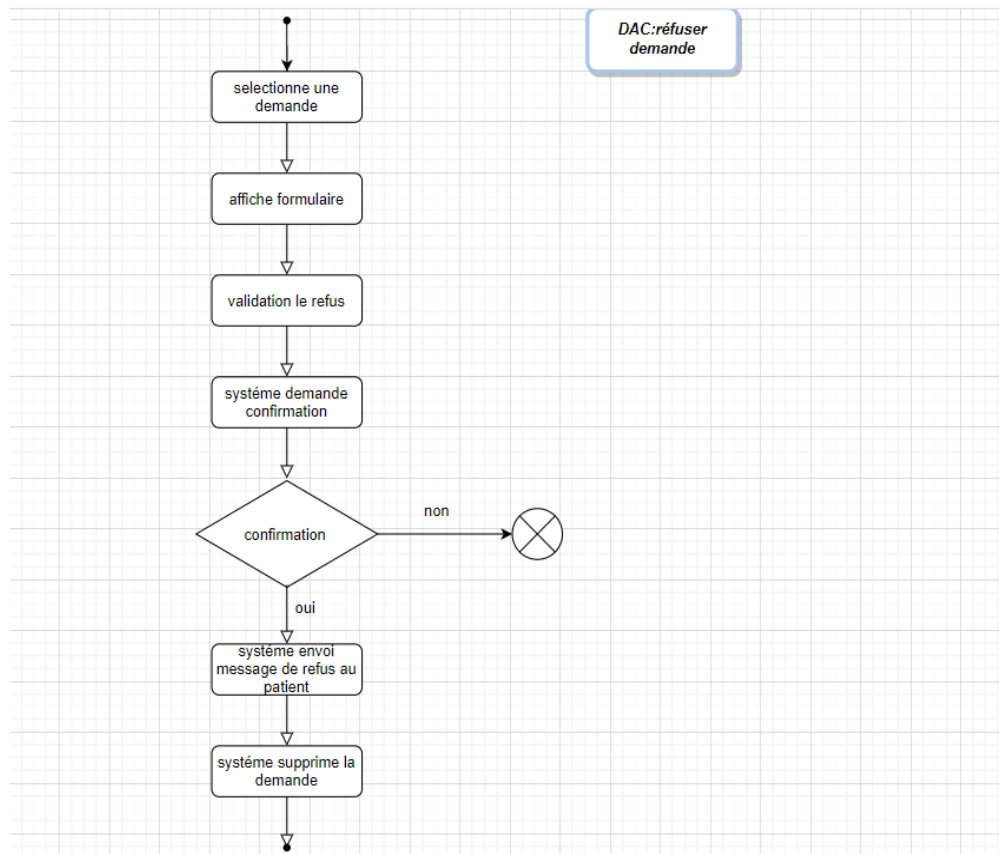 DAC:réfuser
demande
selectionne une
demande
affiche formulaire
validation le refus
systéme demande
confirmation
confirmation
non
oui
systéme envoi
message de refus au
patient
systéme supprime la
demande